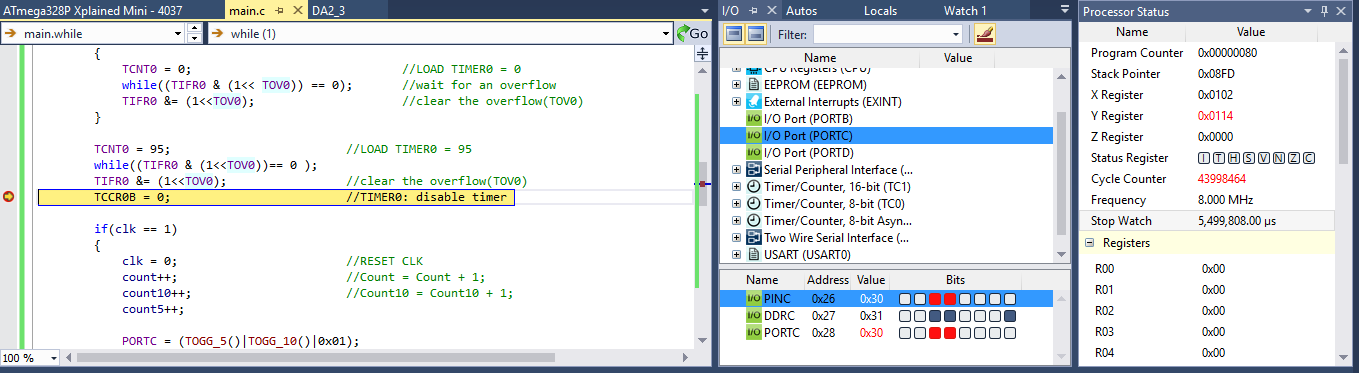 ATmega328P Xplained Mini - 4037 main.c DA2_3
main.while while (1) Go
{
TCNT0 = 0; //LOAD TIMER0 = 0
while((TIFR0 & (1<< TOV0)) == 0); //wait for an overflow
TIFR0 &= (1<<TOV0); //clear the overflow(TOV0)
}
TCNT0 = 95; //LOAD TIMER0 = 95
while((TIFR0 & (1<<TOV0))== 0 );
TIFR0 &= (1<<TOV0); //clear the overflow(TOV0)
TCCR0B = 0; //TIMER0: disable timer
if(clk == 1)
{
clk = 0; //RESET CLK
count++; //Count = Count + 1;
count10++; //Count10 = Count10 + 1;
count5++;
PORTC = (TOGG_5()|TOGG_10()|0x01);
100 %
I/O Autos Locals Watch 1
Filter:
Name Value
CPU Registers (CPU)
EEPROM (EEPROM)
External Interrupts (EXINT)
I/O I/O Port (PORTB)
I/O I/O Port (PORTC)
I/O I/O Port (PORTD)
Serial Peripheral Interface (...
Timer/Counter, 16-bit (TC1)
Timer/Counter, 8-bit (TC0)
Timer/Counter, 8-bit Asyn...
Two Wire Serial Interface (...
USART (USART0)
Name Address Value Bits
I/O PINC 0x26 0x30
I/O DDRC 0x27 0x31
I/O PORTC 0x28 0x30
Processor Status
Name Value
Program Counter 0x00000080
Stack Pointer 0x08FD
X Register 0x0102
Y Register 0x0114
Z Register 0x0000
Status Register I T H S V N Z C
Cycle Counter 43998464
Frequency 8.000 MHz
Stop Watch 5,499,808.00 µs
Registers
R00 0x00
R01 0x00
R02 0x00
R03 0x00
R04 0x00